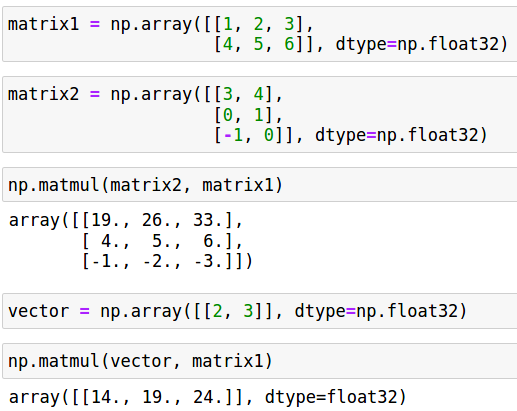 matrix1 = np.array([[1, 2, 3],
                    [4, 5, 6]], dtype=np.float32)
matrix2 = np.array([[3, 4],
                    [0, 1],
                    [-1, 0]], dtype=np.float32)
np.matmul(matrix2, matrix1)
array([[19., 26., 33.],
       [ 4.,  5.,  6.],
       [-1., -2., -3.]])
vector = np.array([[2, 3]], dtype=np.float32)
np.matmul(vector, matrix1)
array([[14., 19., 24.]], dtype=float32)